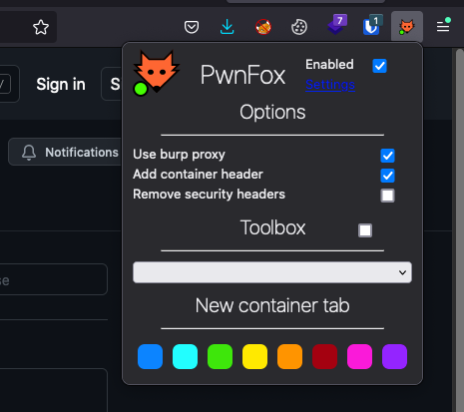 7
1
/
Sign in
S
PwnFox
Enabled
Settings
Options
Notifications
Use burp proxy
Add container header
Remove security headers
Toolbox
se
New container tab